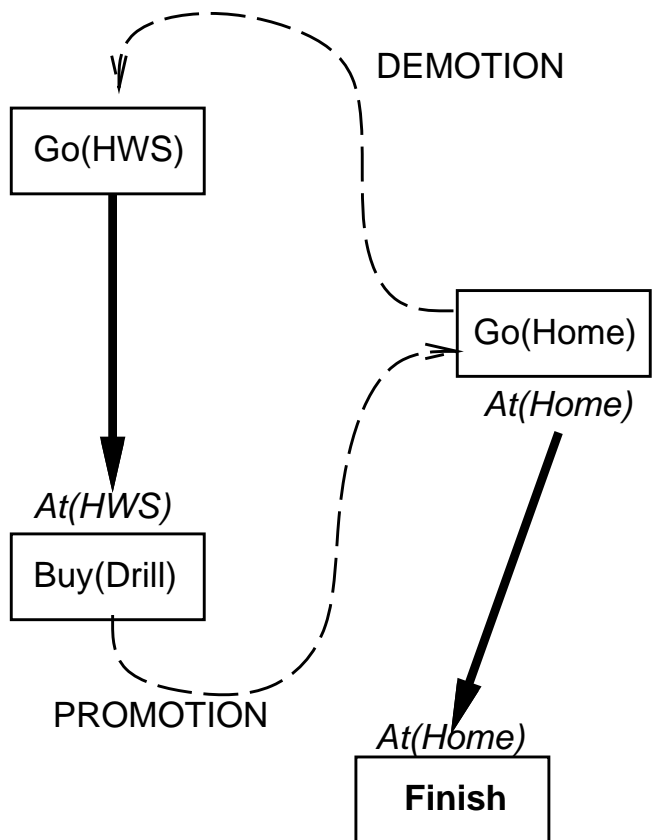 DEMOTION
Go(HWS)
Go(Home)
At(Home)
At(HWS)
Buy(Drill)
PROMOTION
At(Home)
Finish